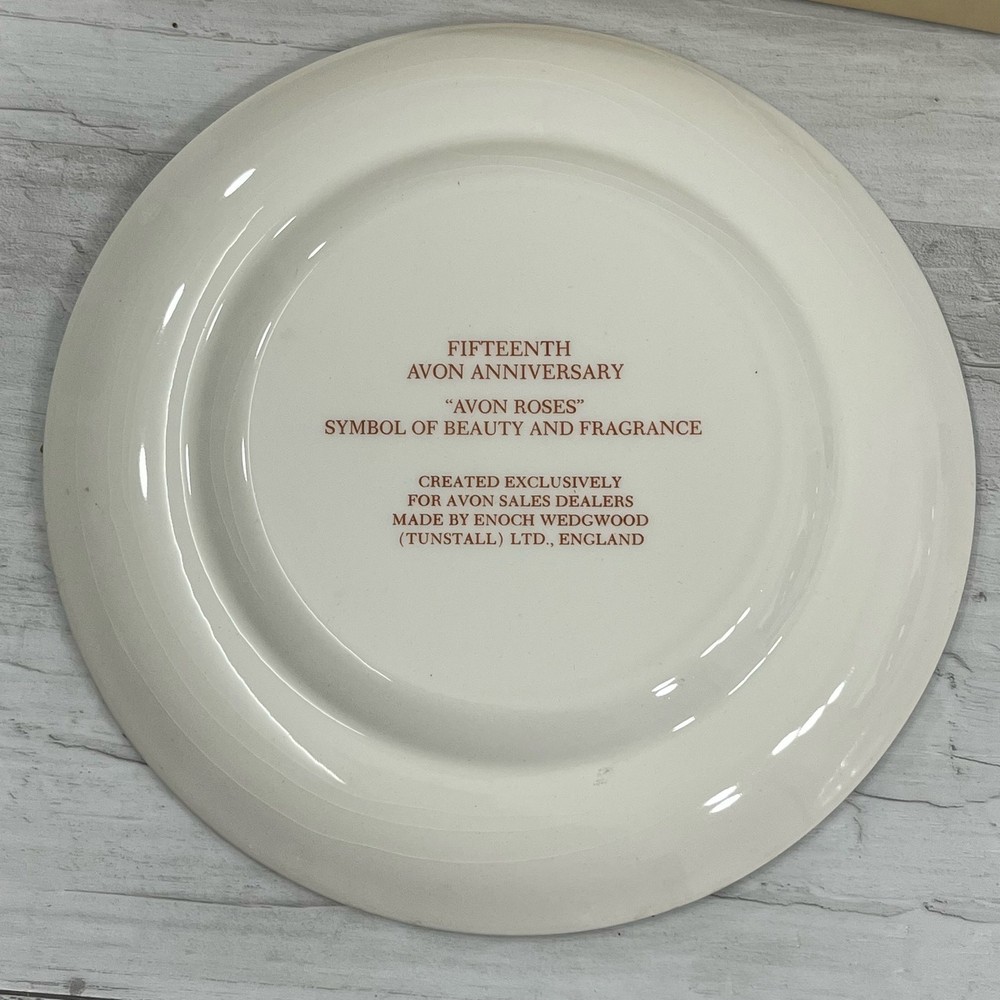 FIFTEENTH
AVON ANNIVERSARY
“AVON ROSES”
SYMBOL OF BEAUTY AND FRAGRANCE
CREATED EXCLUSIVELY
FOR AVON SALES DEALERS
MADE BY ENOCH WEDGWOOD
(TUNSTALL) LTD., ENGLAND